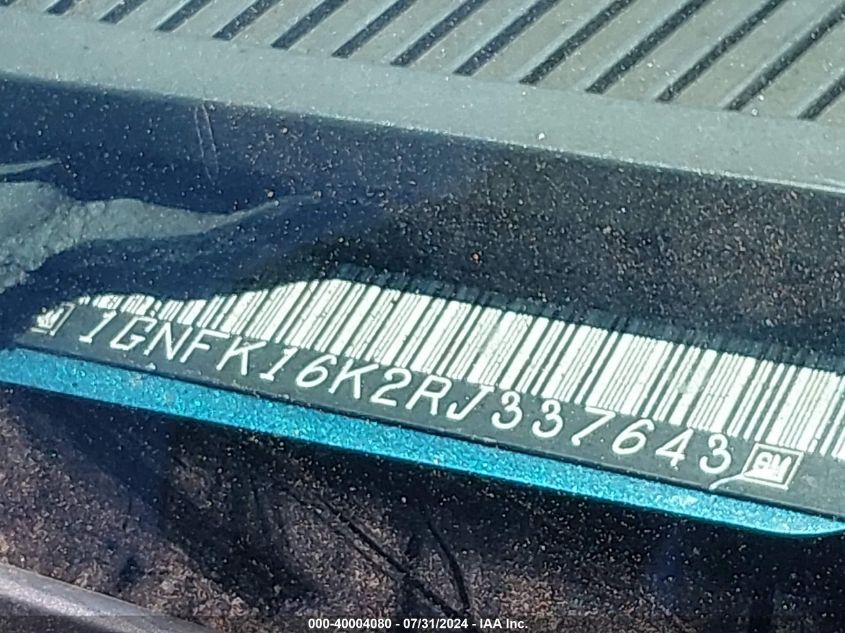 1GNFK16K2RJ337643 GM
000-40004080 / 07/31/2024 - IAA Inc.